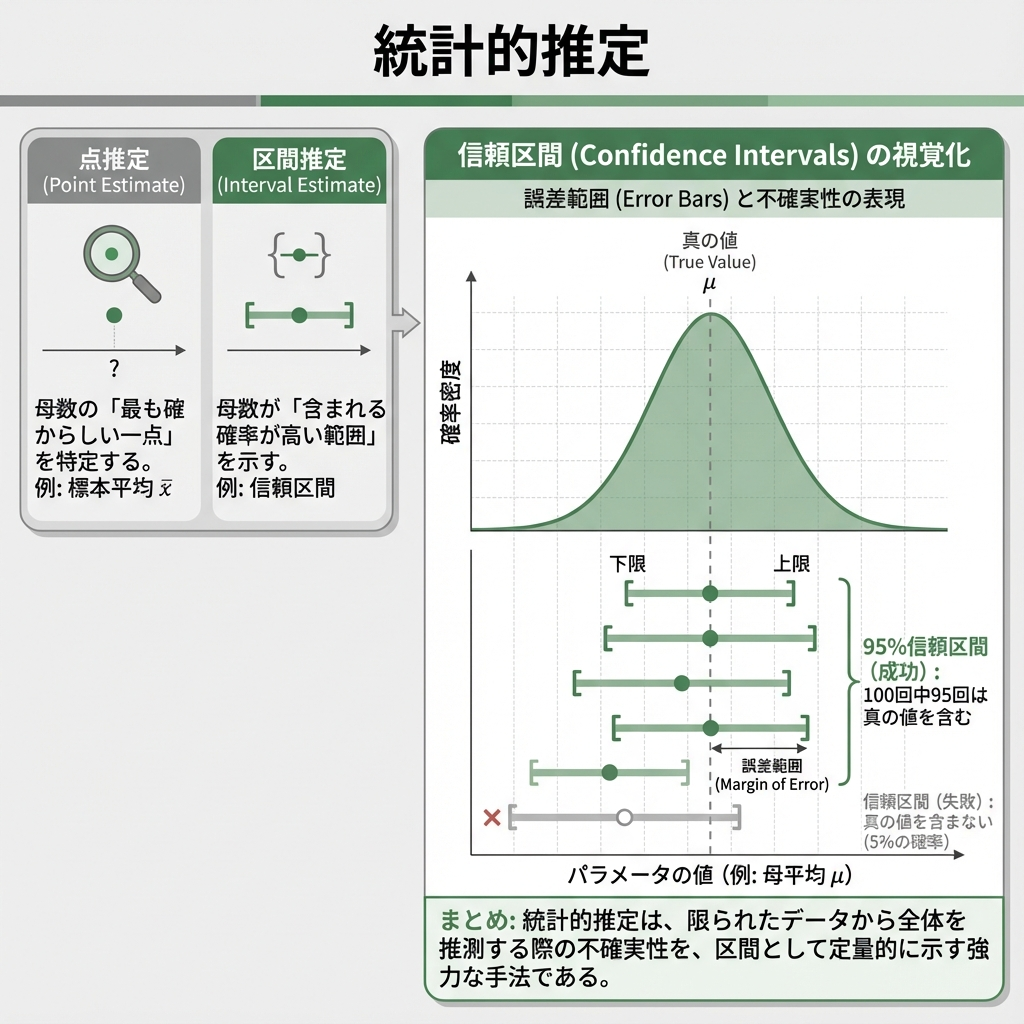 統計的推定
点推定
(Point Estimate)
?
母数の「最も確
からしい一点」
を特定する。
例: 標本平均 x̄
区間推定
(Interval Estimate)
母数が「含まれる
確率が高い範囲」
を示す。
例: 信頼区間
信頼区間 (Confidence Intervals) の視覚化
誤差範囲 (Error Bars) と不確実性の表現
真の値
(True Value)
μ
確率密度
下限
上限
95%信頼区間
（成功）:
100回中95回は
真の値を含む
誤差範囲
(Margin of Error)
信頼区間（失敗）:
真の値を含まない
(5%の確率)
パラメータの値（例: 母平均 μ）
まとめ: 統計的推定は、限られたデータから全体を
推測する際の不確実性を、区間として定量的に示す強
力な手法である。